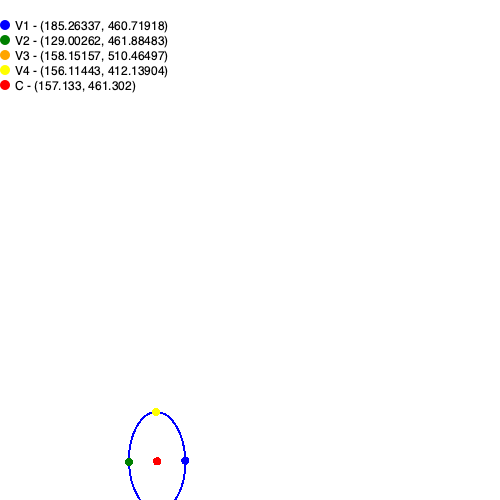 V1 - (185.26337, 460.71918)
V2 - (129.00262, 461.88483)
V3 - (158.15157, 510.46497)
V4 - (156.11443, 412.13904)
C - (157.133, 461.302)